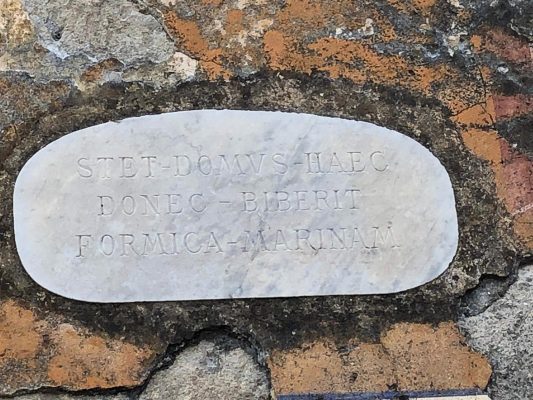 STET-DOMVS-HAEC
DONEC-BIBERIT
FORMICA-MARINAM